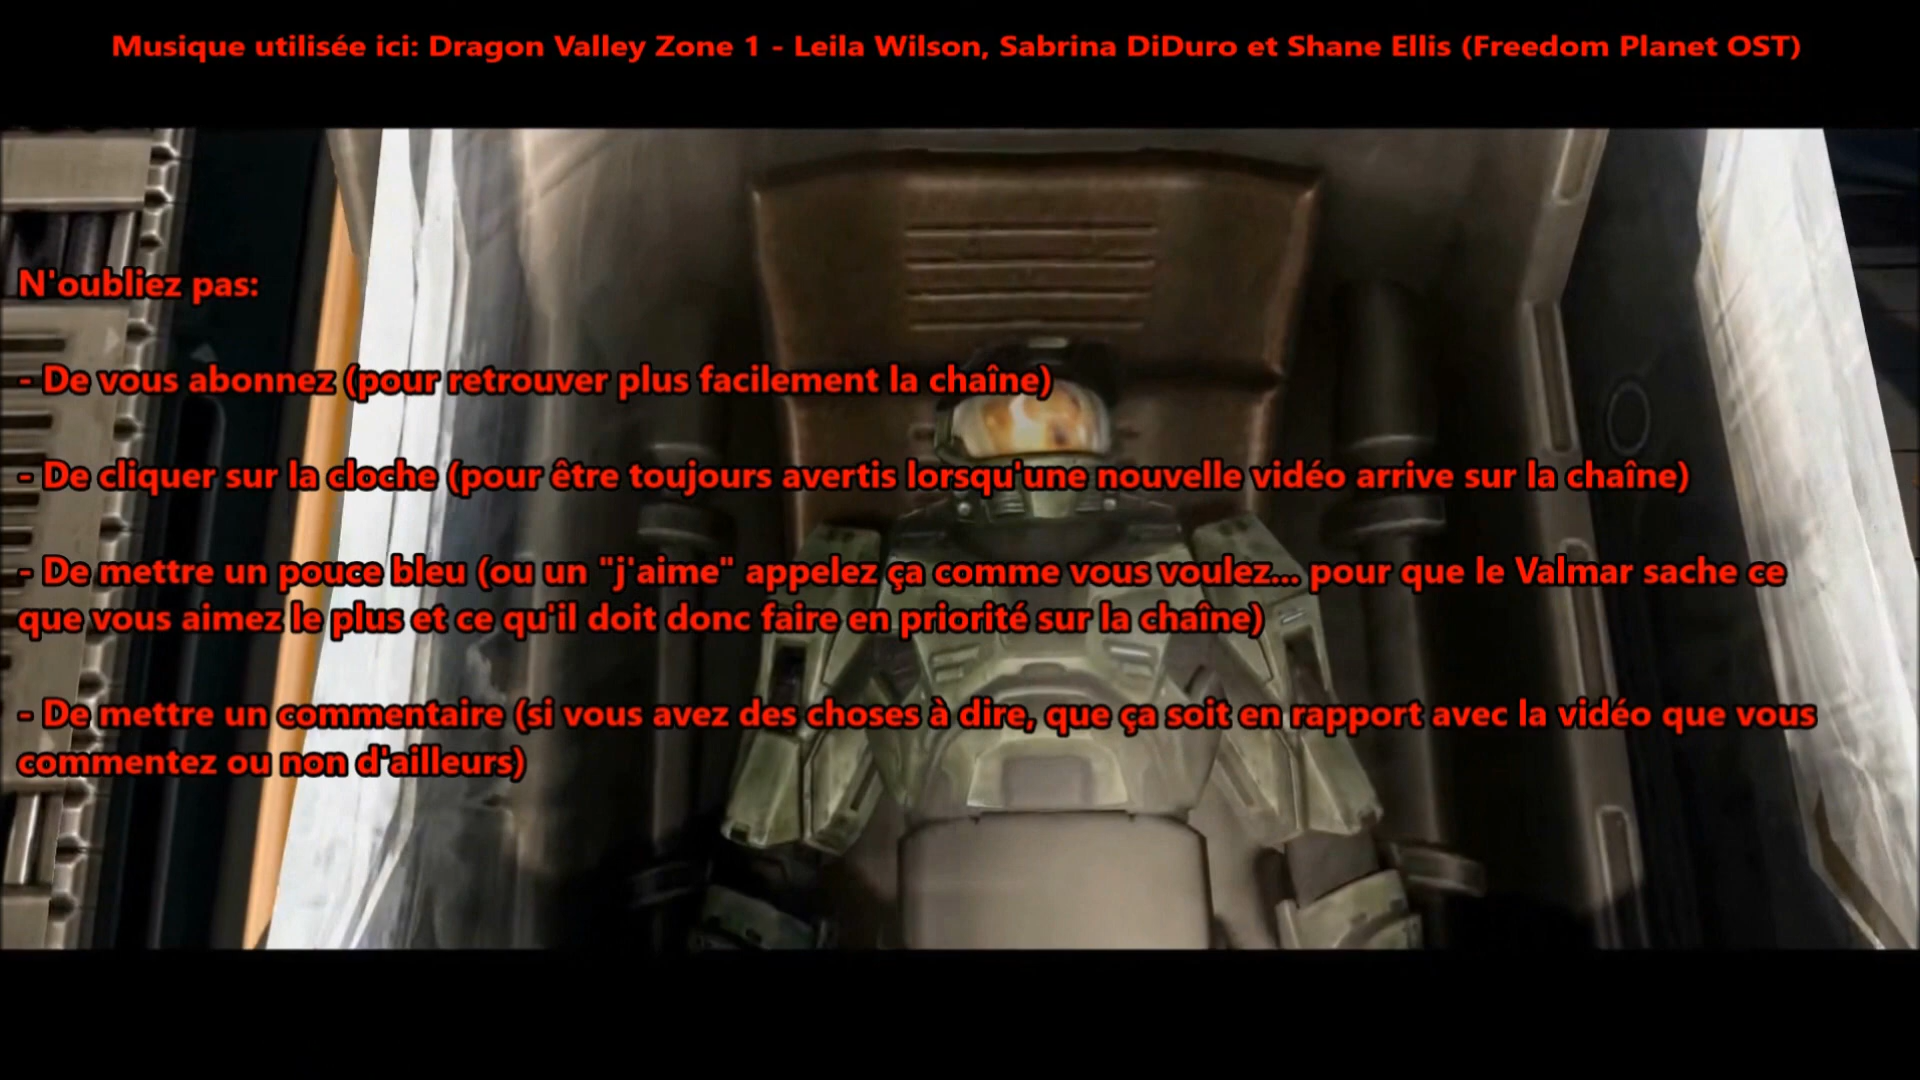 Musique utilisée ici: Dragon Valley Zone 1 - Leila Wilson, Sabrina DiDuro et Shane Ellis (Freedom Planet OST)
N'oubliez pas:
- De vous abonnez (pour retrouver plus facilement la chaîne)
- De cliquer sur la cloche (pour être toujours avertis lorsqu'une nouvelle vidéo arrive sur la chaîne)
- De mettre un pouce bleu (ou un "j'aime" appelez ça comme vous voulez... pour que le Valmar sache ce
que vous aimez le plus et ce qu'il doit donc faire en priorité sur la chaîne)
- De mettre un commentaire (si vous avez des choses à dire, que ça soit en rapport avec la vidéo que vous
commentez ou non d'ailleurs)